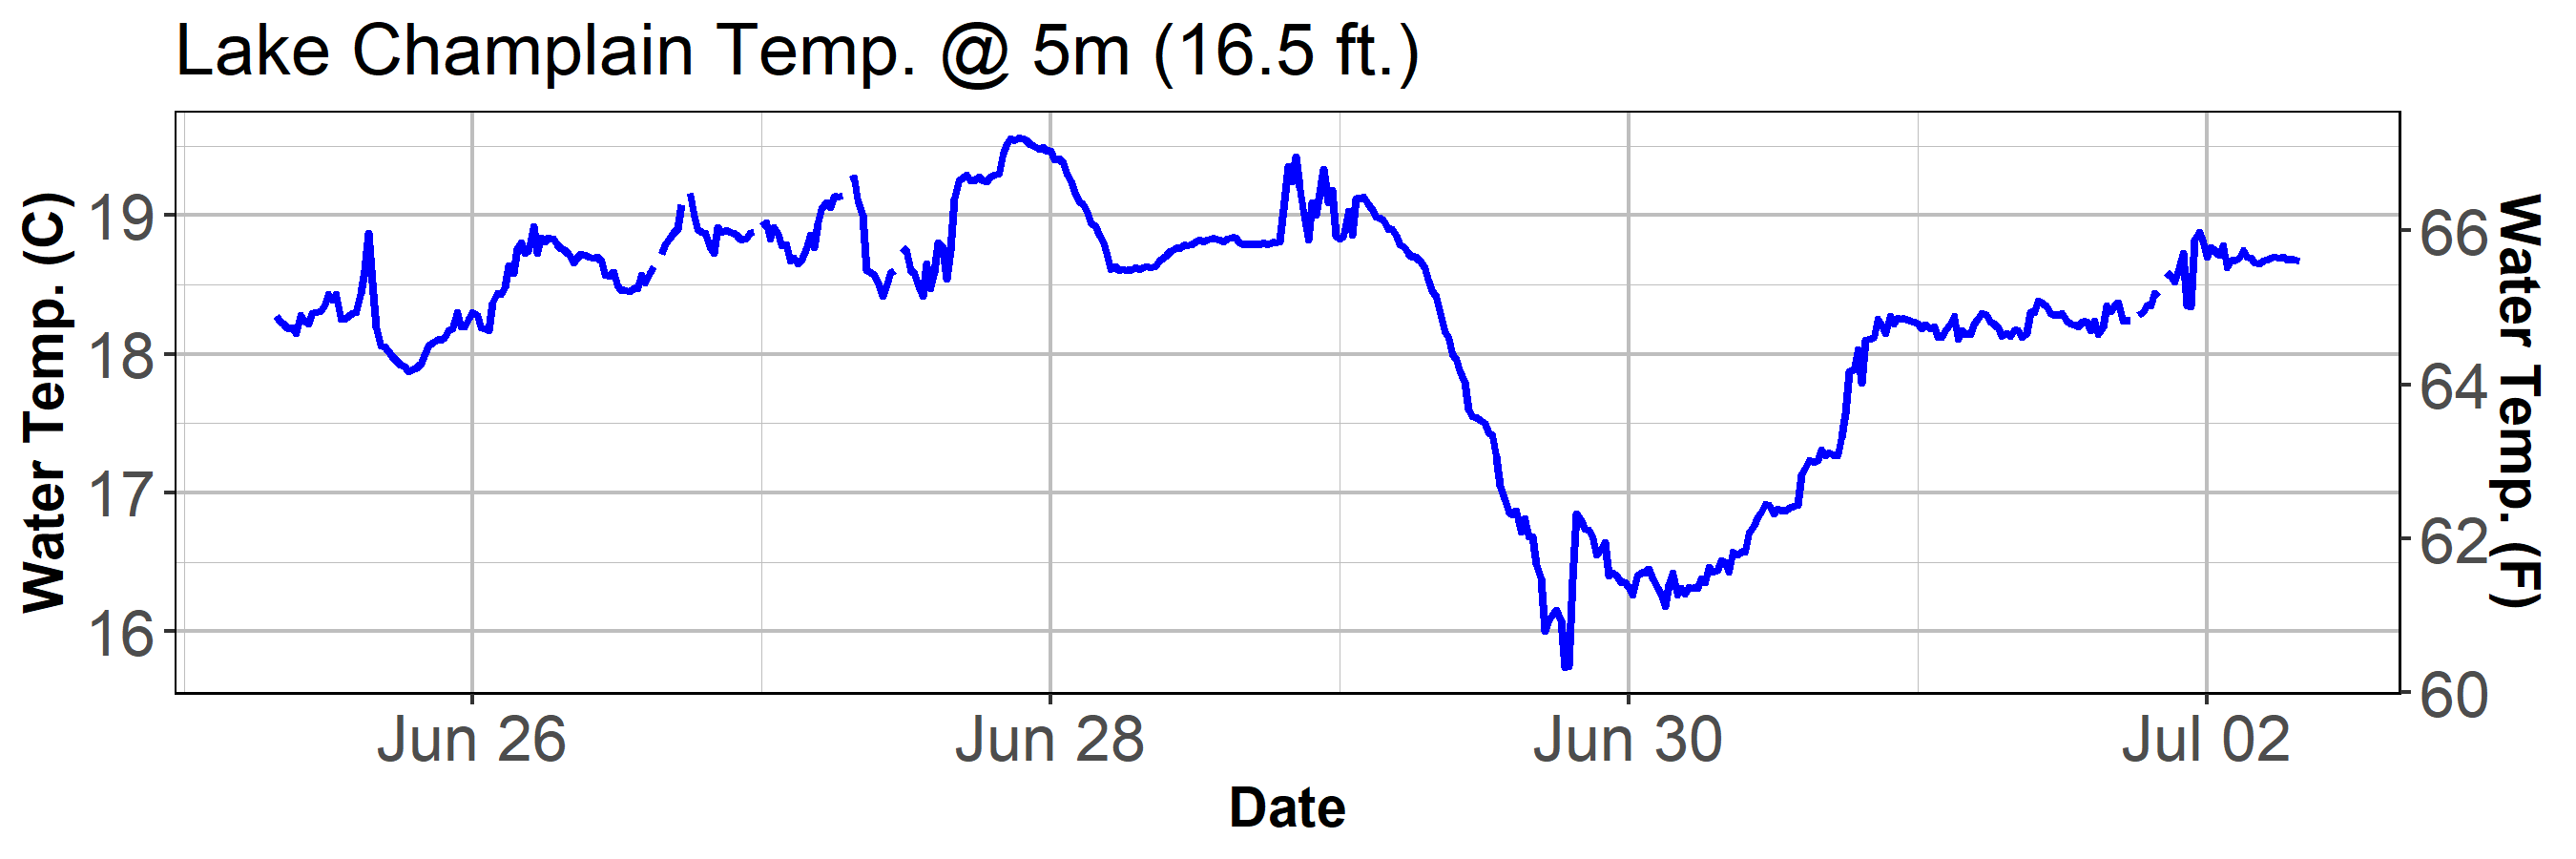 Lake Champlain Temp. @ 5m (16.5 ft.)
Water Temp. (C)
19
18
17
16
66
64
62
60
Water Temp. (F)
Jun 26
Jun 28
Jun 30
Jul 02
Date